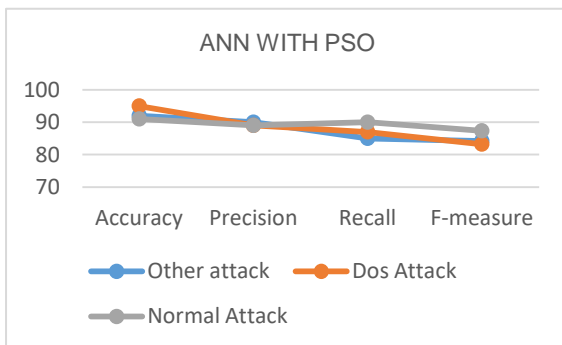 ANN WITH PSO
100
90
80
70
Accuracy Precision Recall F-measure
Other attack Dos Attack
Normal Attack